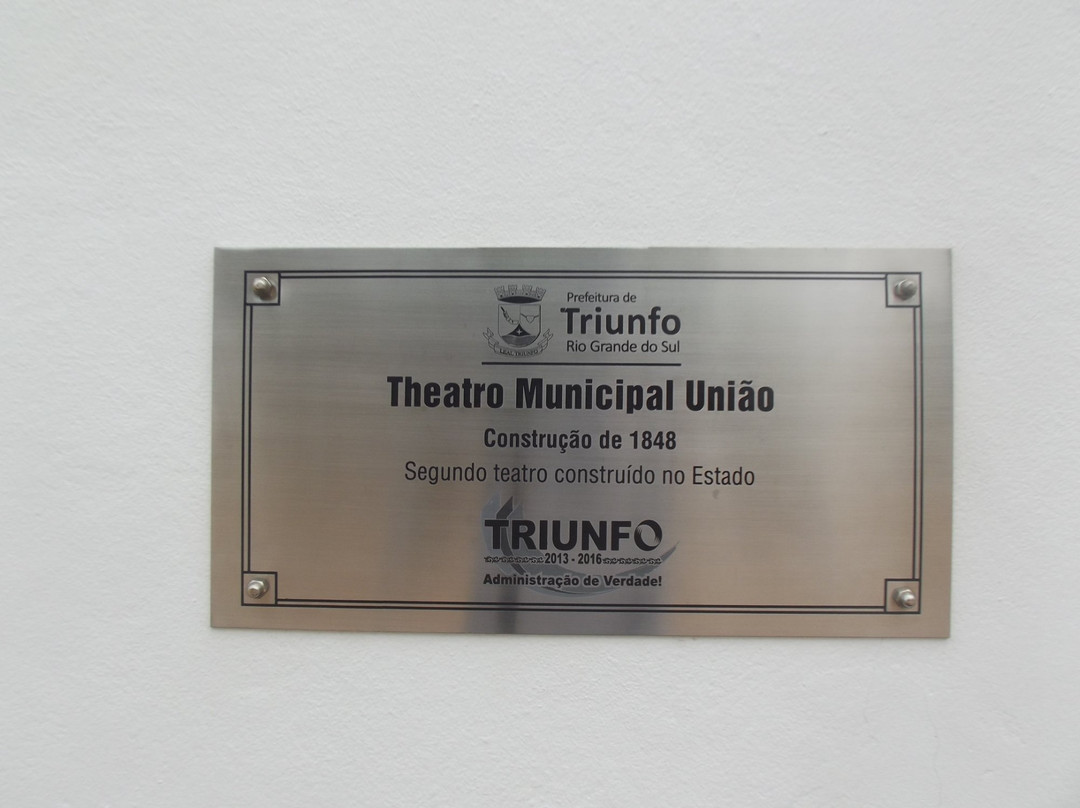 Prefeitura de
Triunfo
Rio Grande do Sul
Theatro Municipal União
Construção de 1848
Segundo teatro construído no Estado
TRIUNFO
2013 - 2016
Administração de Verdade!